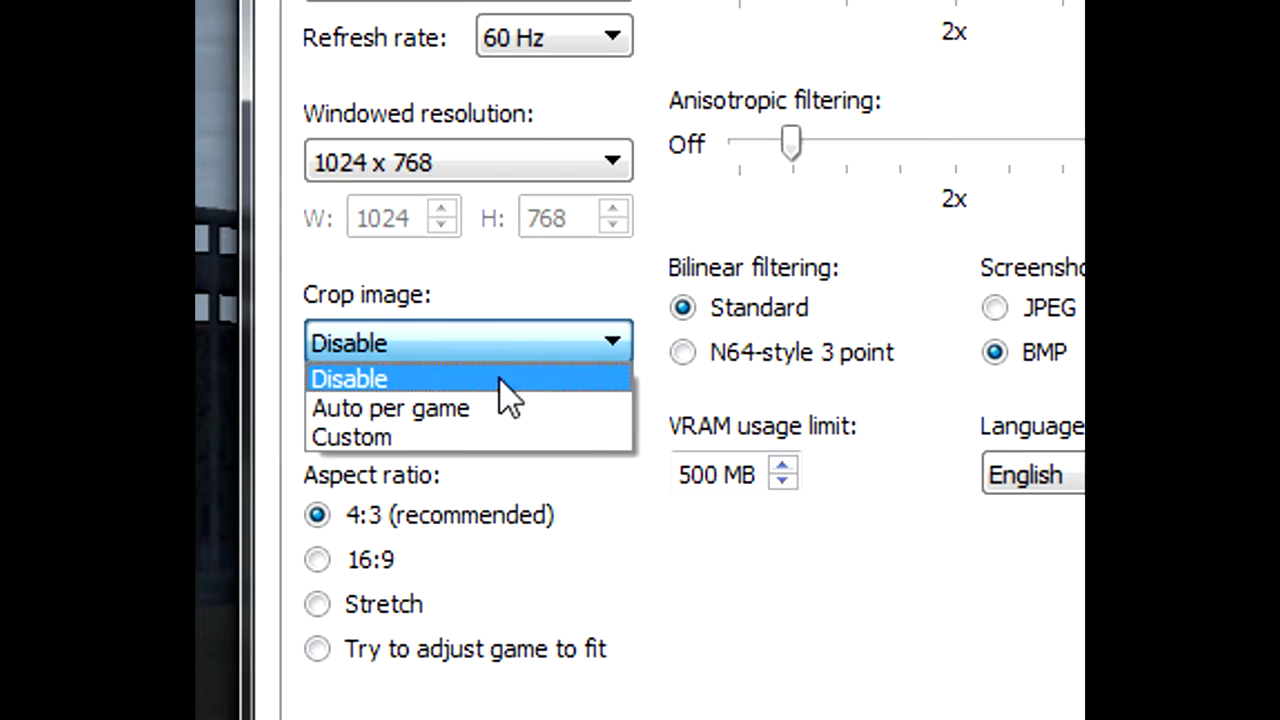 Refresh rate:
60 Hz
2x
Windowed resolution:
1024 x 768
W: 1024 H: 768
Anisotropic filtering:
Off
2x
Crop image:
Disable
Disable
Auto per game
Custom
Bilinear filtering:
Standard
N64-style 3 point
Screensho
JPEG
BMP
VRAM usage limit:
500 MB
Language
English
Aspect ratio:
4:3 (recommended)
16:9
Stretch
Try to adjust game to fit